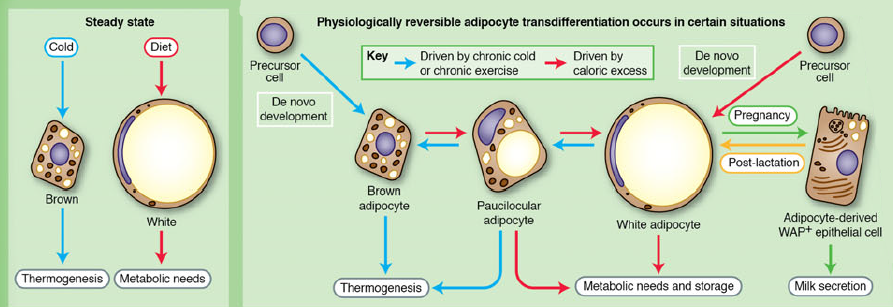 Steady state
Cold
Diet
Brown
White
Thermogenesis
Metabolic needs
Physiologically reversible adipocyte transdifferentiation occurs in certain situations
Precursor
cell
Key
Driven by chronic cold
or chronic exercise
Driven by
caloric excess
De novo
development
Precursor
cell
De novo
development
Pregnancy
Post-lactation
Brown
adipocyte
Paucilocular
adipocyte
White adipocyte
Adipocyte-derived
WAP+ epithelial cell
Thermogenesis
Metabolic needs and storage
Milk secretion